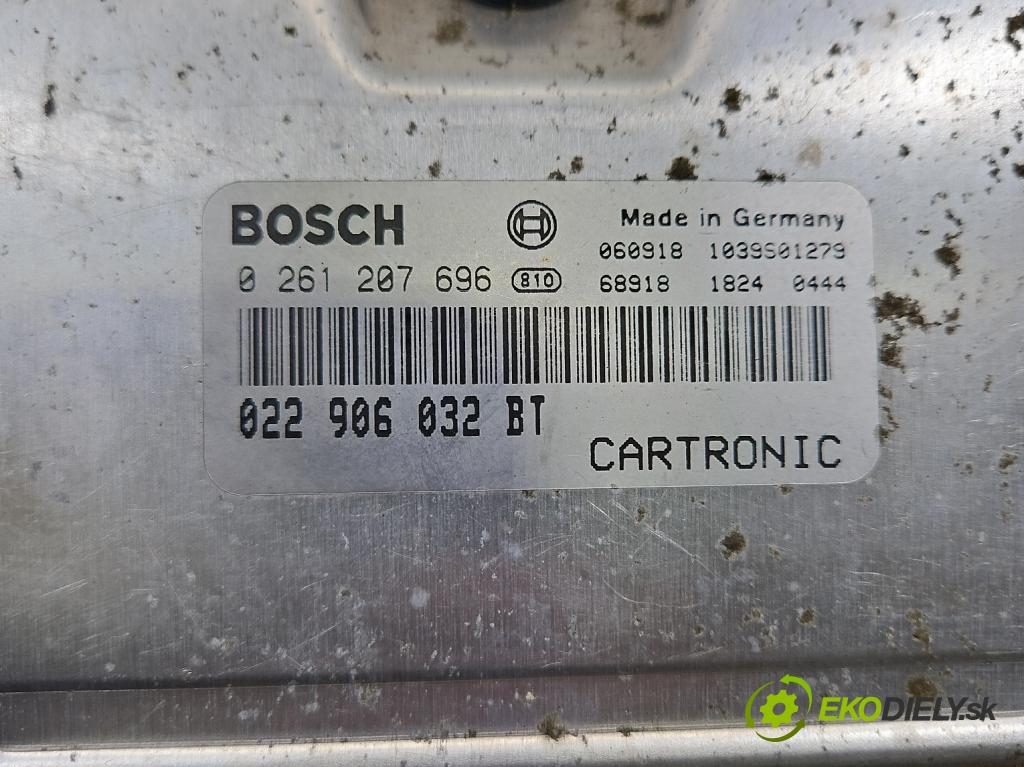 BOSCH
Made in Germany
060918 1039S01279
0 261 207 696 810
68918 1824 0444
022 906 032 BT
CARTRONIC
EKODIELY.sk